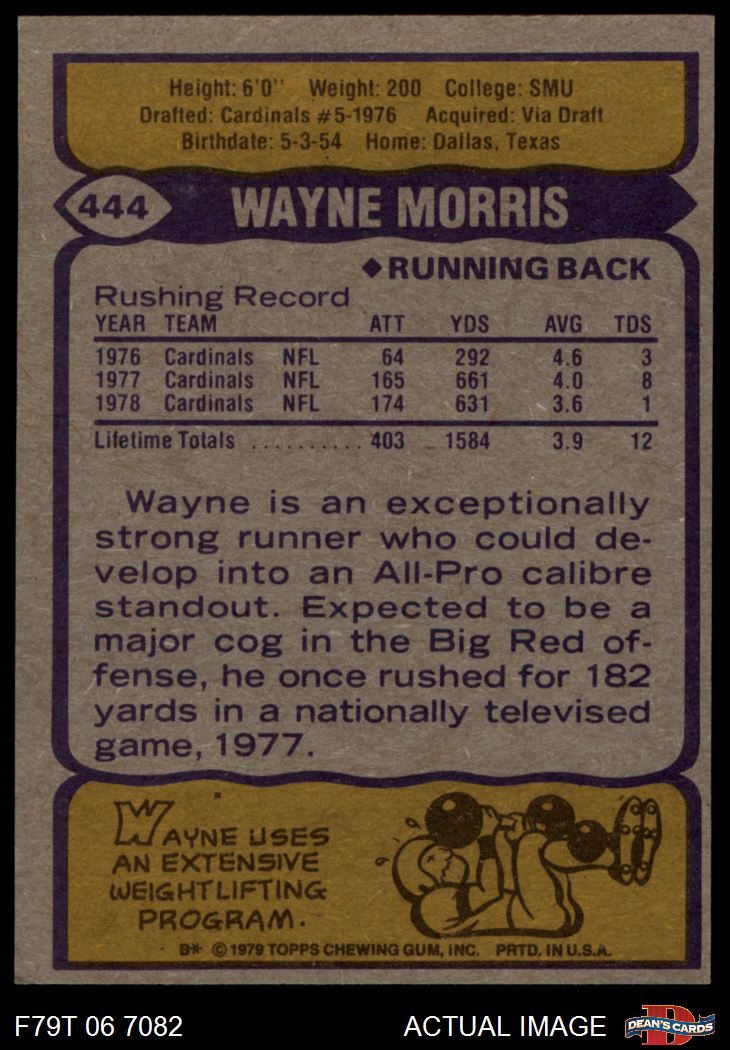 Height: 6'0" Weight: 200 College: SMU
Drafted: Cardinals #5-1976 Acquired: Via Draft
Birthdate: 5-3-54 Home: Dallas, Texas
444 WAYNE MORRIS
◆RUNNING BACK
Rushing Record
YEAR TEAM ATT YDS AVG TDS
1976 Cardinals NFL 64 292 4.6 3
1977 Cardinals NFL 165 661 4.0 8
1978 Cardinals NFL 174 631 3.6 1
Lifetime Totals .......... 403 1584 3.9 12
Wayne is an exceptionally
strong runner who could de-
velop into an All-Pro calibre
standout. Expected to be a
major cog in the Big Red of-
fense, he once rushed for 182
yards in a nationally televised
game, 1977.
WAYNE USES
AN EXTENSIVE
WEIGHTLIFTING
PROGRAM.
B* © 1979 TOPPS CHEWING GUM, INC. PRTD. IN U.S.A.
F79T 06 7082 ACTUAL IMAGE D DEAN'S CARDS